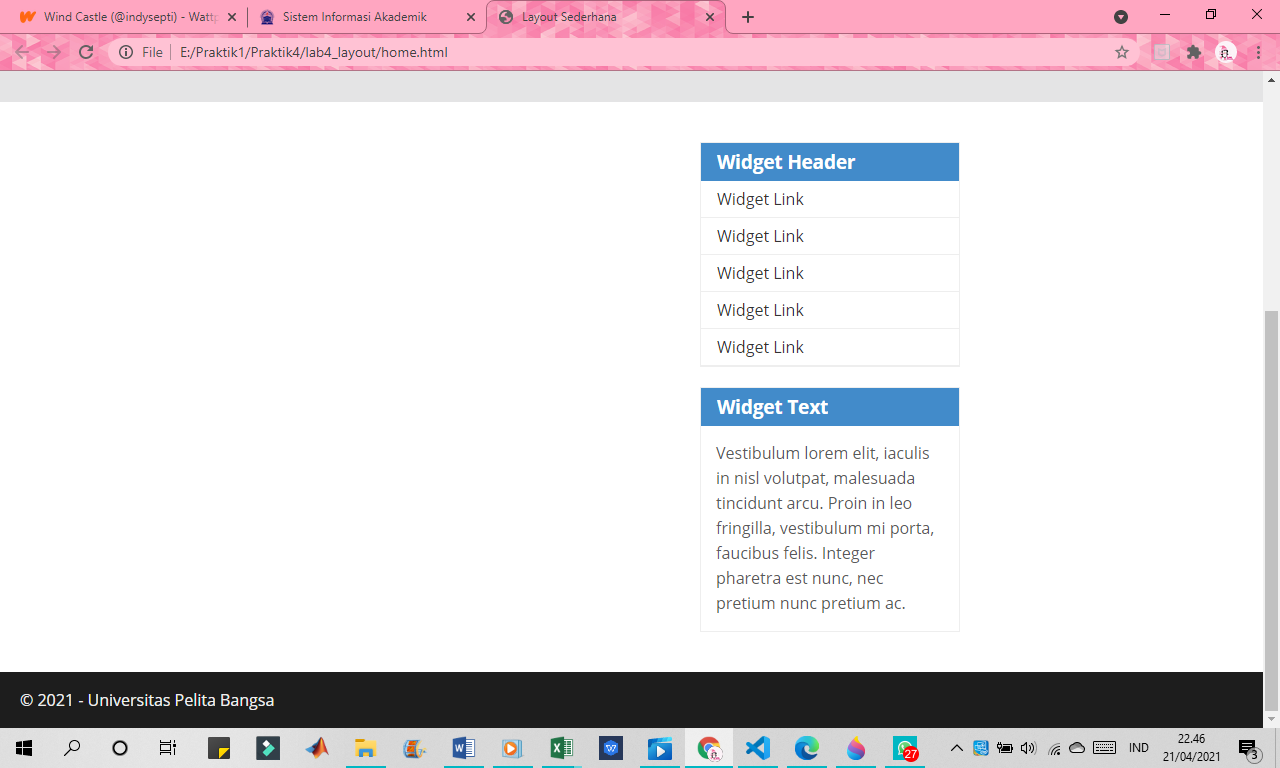 Wind Castle (@indysepti) - Wattp
Sistem Informasi Akademik
Layout Sederhana
File
E:/Praktik1/Praktik4/lab4_layout/home.html
Widget Header
Widget Link
Widget Link
Widget Link
Widget Link
Widget Link
Widget Text
Vestibulum lorem elit, iaculis
in nisl volutpat, malesuada
tincidunt arcu. Proin in leo
fringilla, vestibulum mi porta,
faucibus felis. Integer
pharetra est nunc, nec
pretium nunc pretium ac.
© 2021 - Universitas Pelita Bangsa
27
IND
22.46
21/04/2021
3